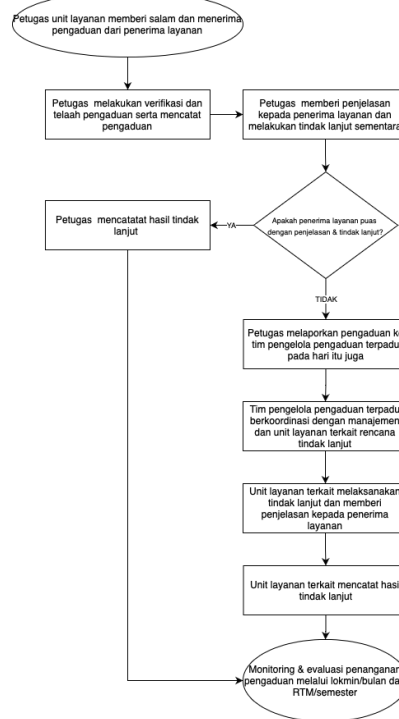 Petugas unit layanan memberi salam dan menerima
pengaduan dari penerima layanan
Petugas melakukan verifikasi dan
telaah pengaduan serta mencatat
pengaduan
Petugas memberi penjelasan
kepada penerima layanan dan
melakukan tindak lanjut sementara
Apakah penerima layanan puas
dengan penjelasan & tindak lanjut?
YA
Petugas mencatatat hasil tindak
lanjut
TIDAK
Petugas melaporkan pengaduan ke
tim pengelola pengaduan terpadu
pada hari itu juga
Tim pengelola pengaduan terpadu
berkoordinasi dengan manajemen
dan unit layanan terkait rencana
tindak lanjut
Unit layanan terkait melaksanakan
tindak lanjut dan memberi
penjelasan kepada penerima
layanan
Unit layanan terkait mencatat hasi
tindak lanjut
Monitoring & evaluasi penangana
pengaduan melalui lokmin/bulan da
RTM/semester